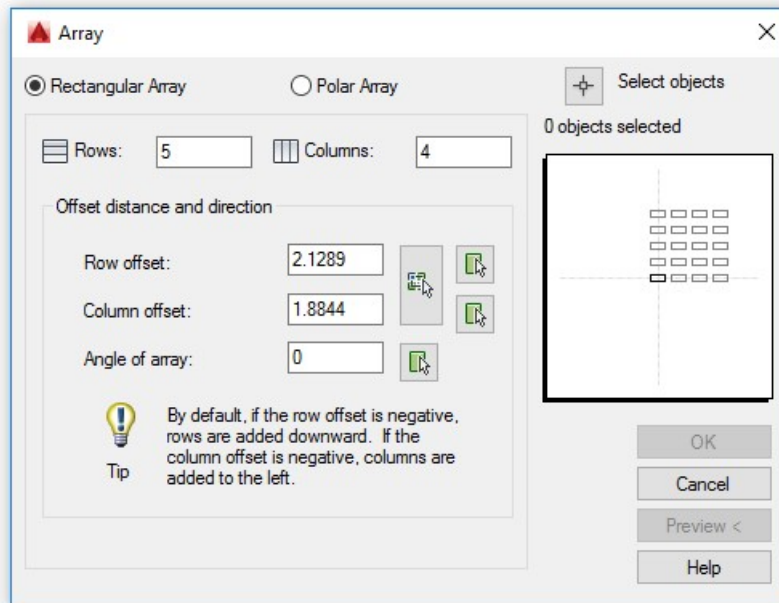 Array
Rectangular Array
Polar Array
Select objects
0 objects selected
Rows: 5
Columns: 4
Offset distance and direction
Row offset: 2.1289
Column offset: 1.8844
Angle of array: 0
Tip
By default, if the row offset is negative,
rows are added downward. If the
column offset is negative, columns are
added to the left.
OK
Cancel
Preview <
Help